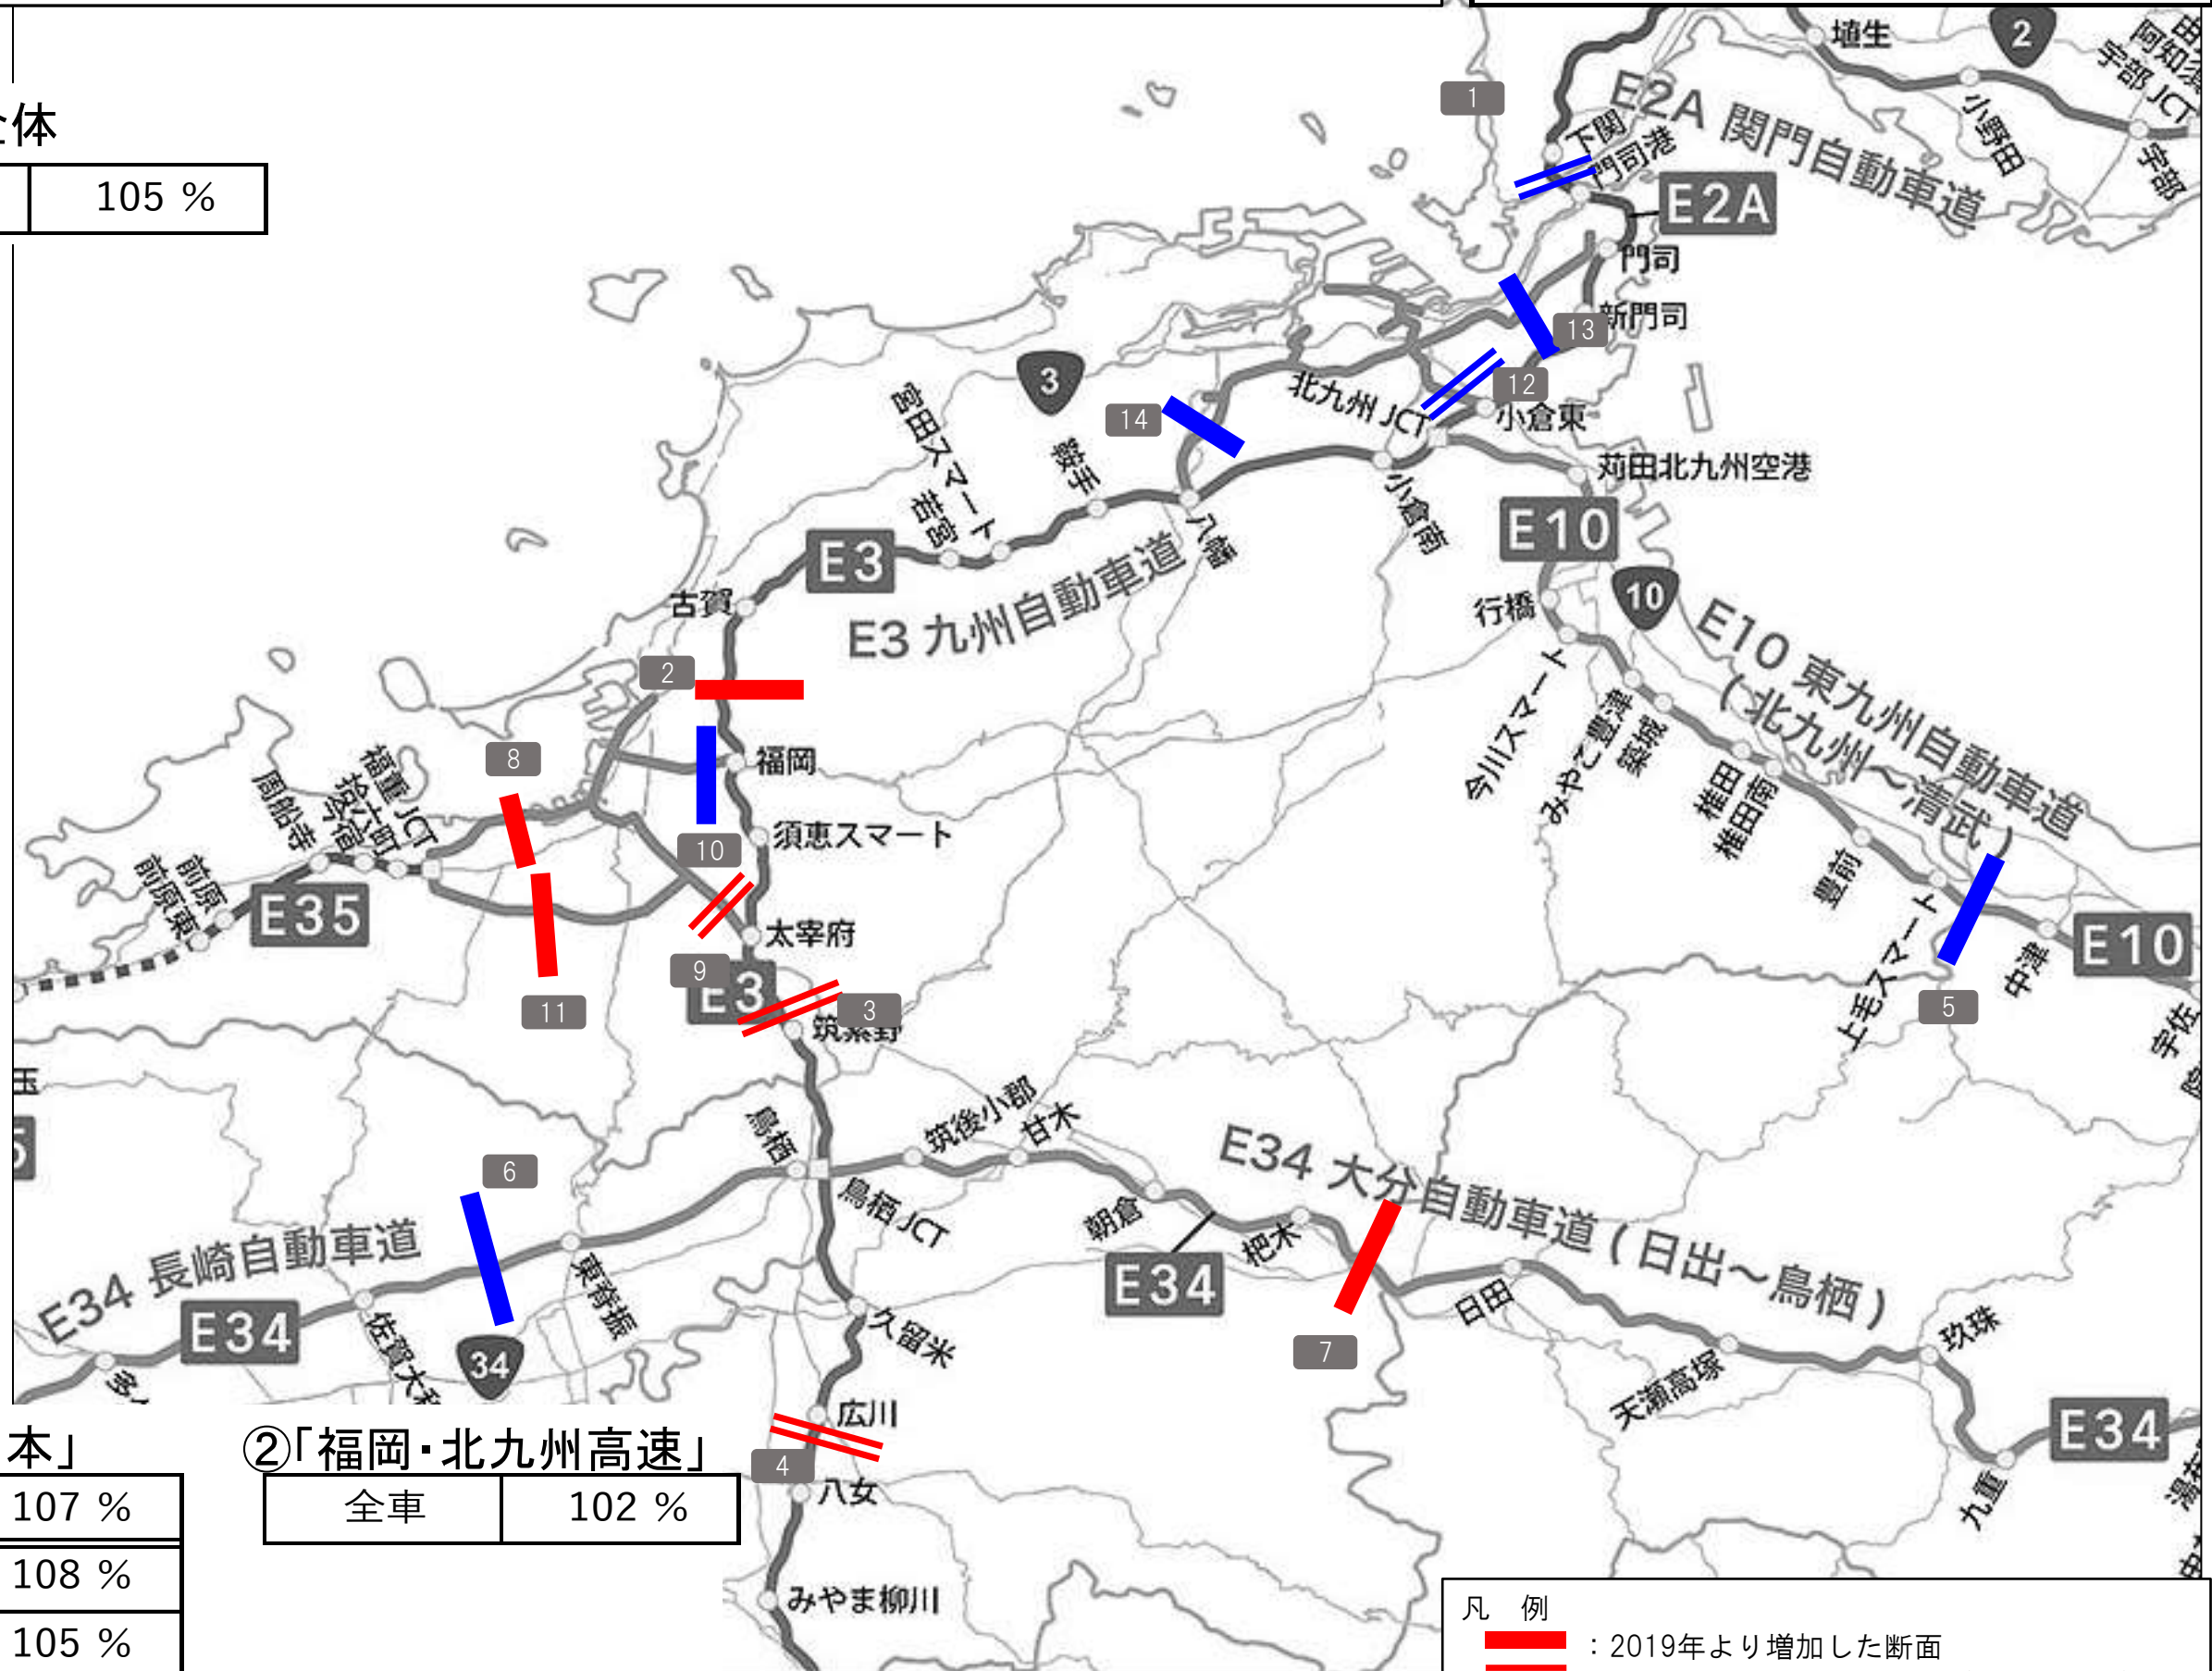 全体
105 %
1
埴生
2
阿知須
宇部 JCT
宇部
小野田
E2A 関門自動車道
下関
門司港
E2A
門司
新門司
13
12
3
14
北九州 JCT
小倉東
苅田北九州空港
小倉南
八幡
鞍手
宮田スマート
若宮
E3
E3 九州自動車道
古賀
E10
行橋
10
E10 東九州自動車道
(北九州～清武)
今川スマート
みやこ豊津
築城
椎田
椎田南
豊前
上毛スマート
中津
E10
宇佐
5
2
福岡
8
10
須恵スマート
福重 JCT
拾六町
今宿
周船寺
前原
前原東
E35
太宰府
9
E3
3
筑紫野
11
6
鳥栖
筑後小郡
甘木
鳥栖 JCT
朝倉
E34
杷木
E34 大分自動車道 (日出～鳥栖)
7
日田
天瀬高塚
玖珠
E34
九重
E34 長崎自動車道
E34
34
佐賀大和
東脊振
久留米
広川
4
八女
みやま柳川
本」
107 %
108 %
105 %
②「福岡・北九州高速」
全車 102 %
凡 例
：2019年より増加した断面